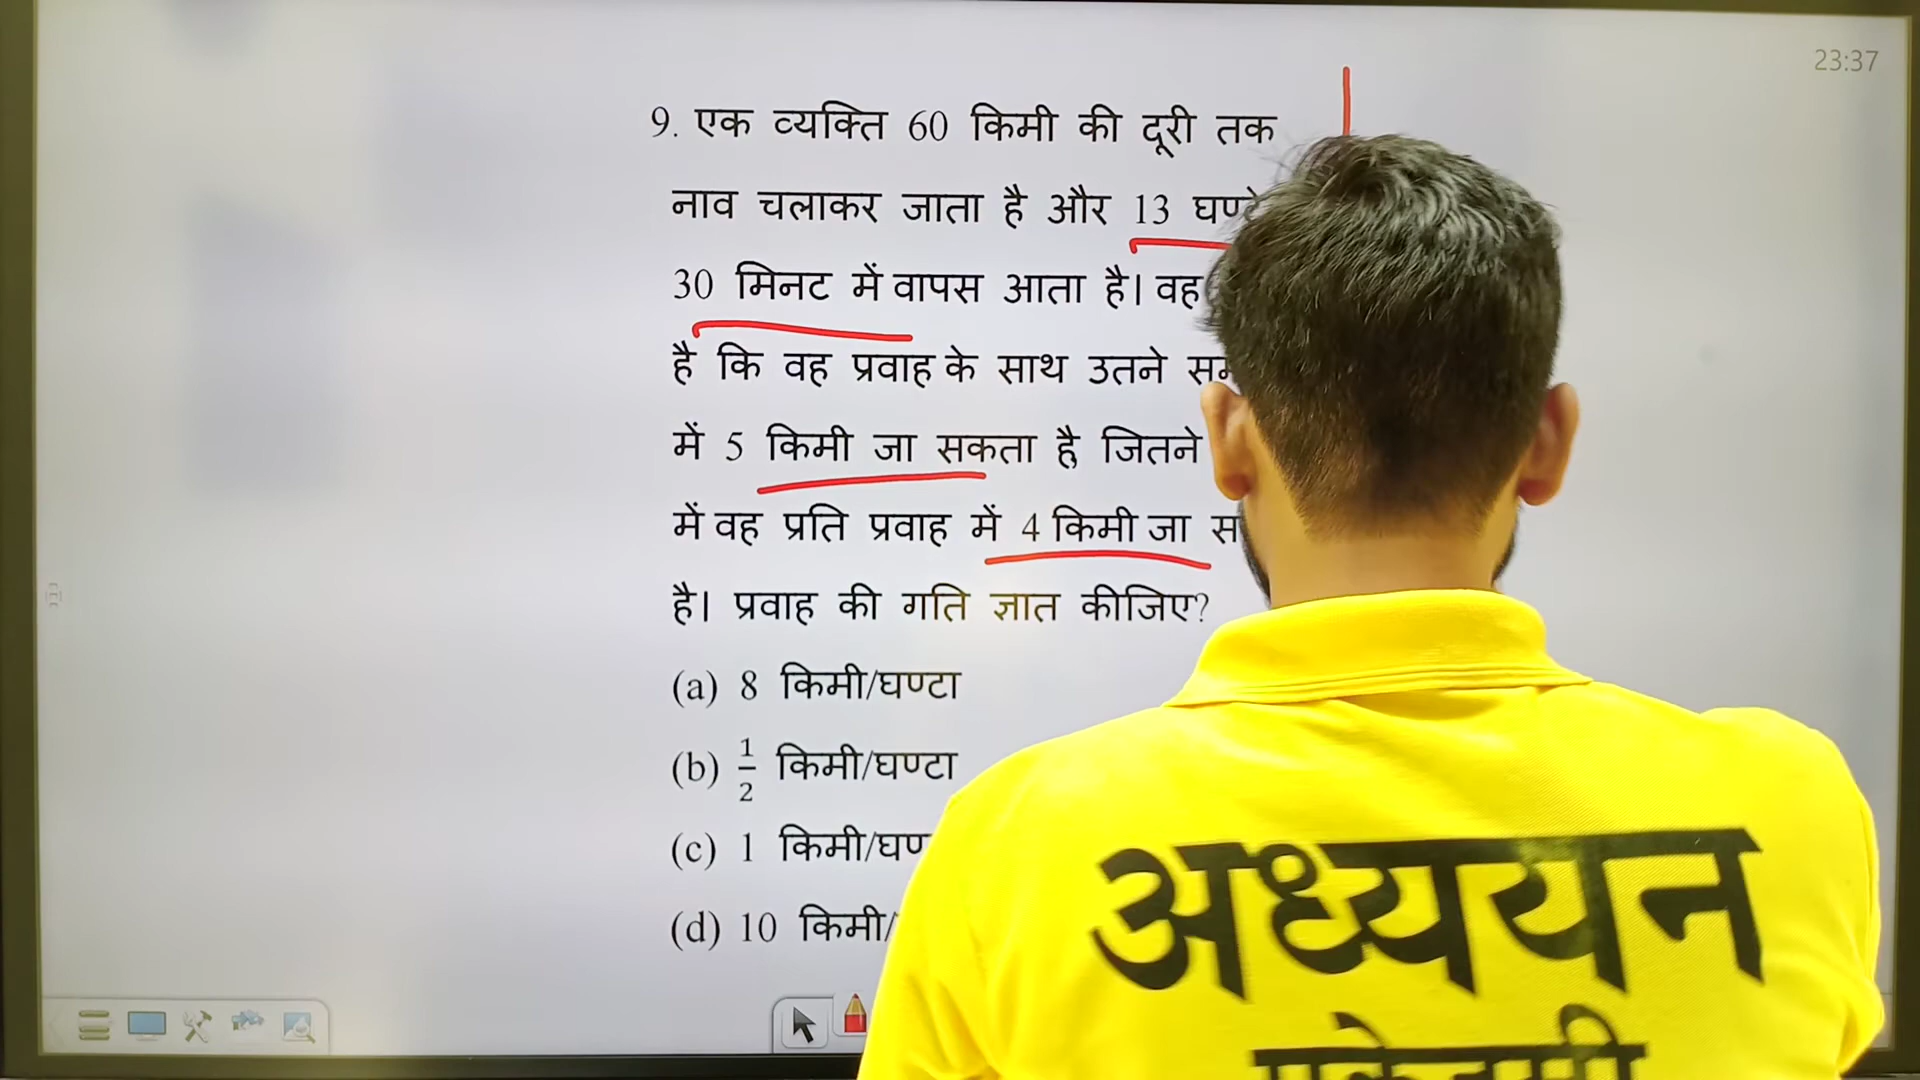 23:37
9. एक व्यक्ति 60 किमी की दूरी तक
नाव चलाकर जाता है और 13
30 मिनट में वापस आता है। वह
है कि वह प्रवाह के साथ उतने
में 5 किमी जा सकता है, जितने
में वह प्रति प्रवाह में 4 किमी जा
है। प्रवाह की गति ज्ञात कीजिए?
(a) 8 किमी/घण्टा
(b) 1/2 किमी/घण्टा
(c) 1 किमी/
(d) 10 किमी/
अध्ययन